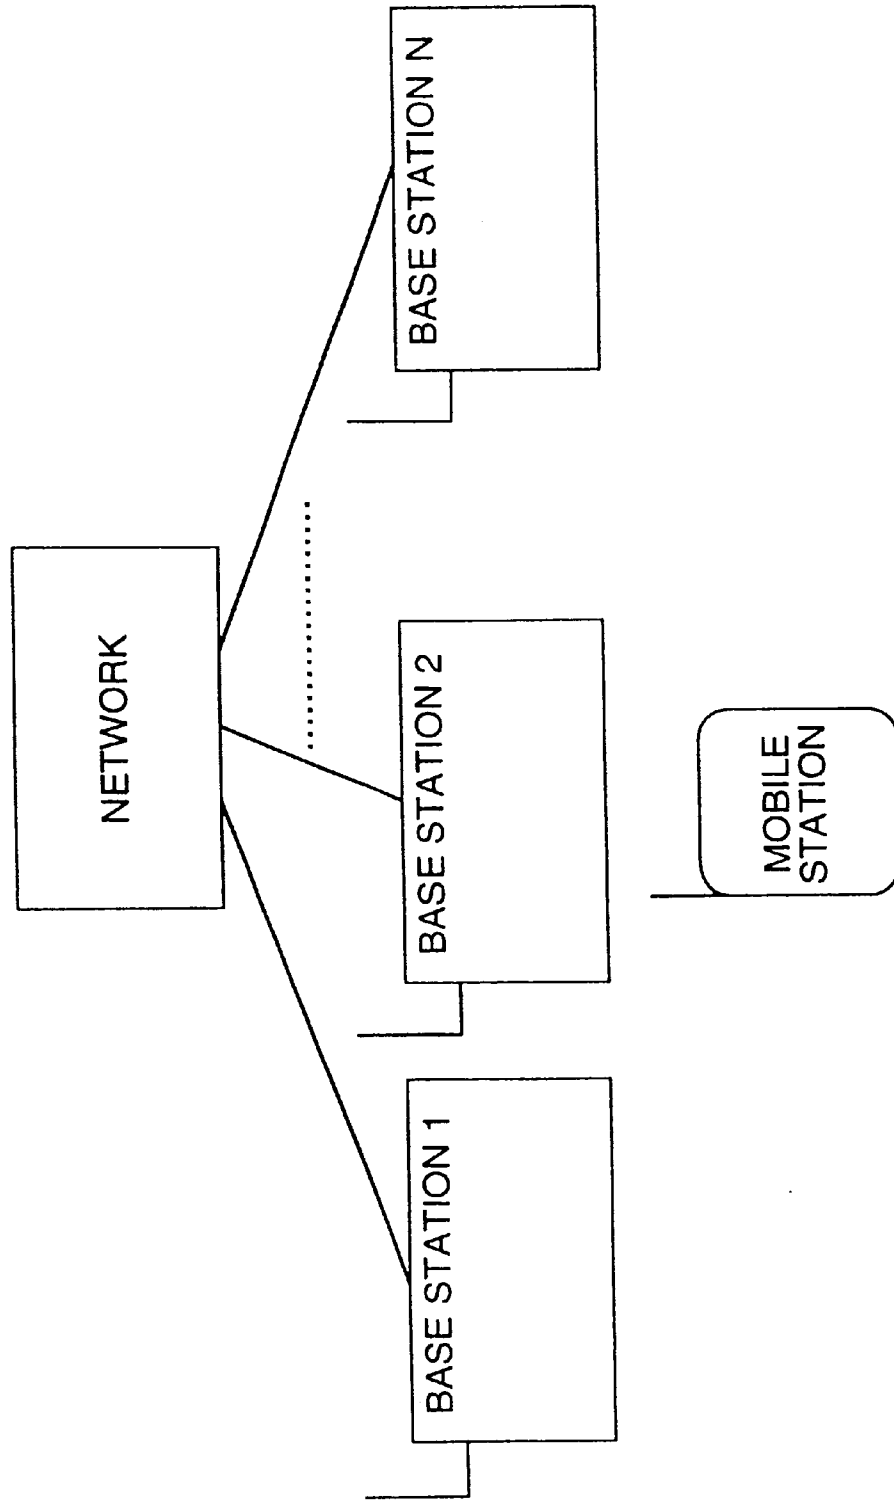 NETWORK
BASE STATION 1
BASE STATION 2
BASE STATION N
MOBILE
STATION